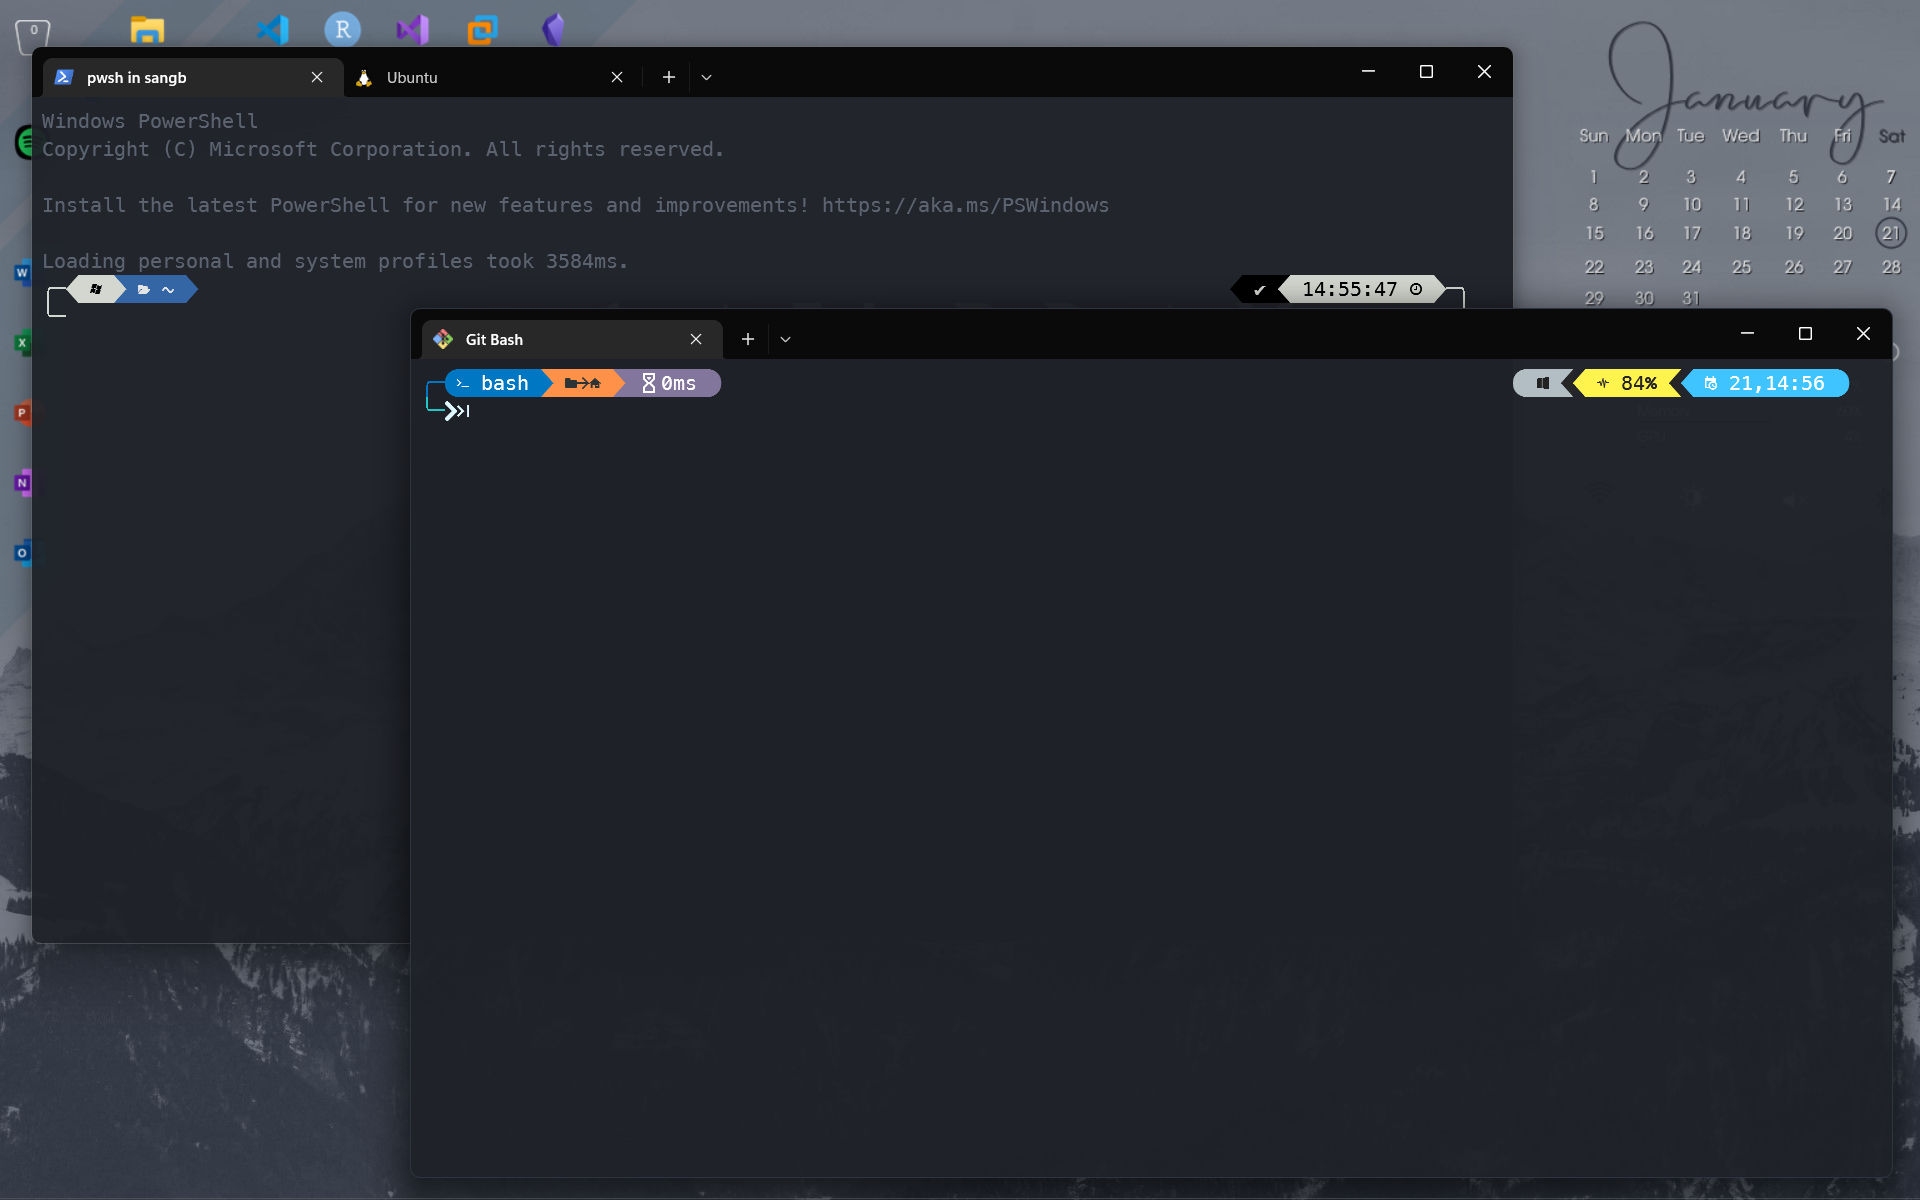 0
R
pwsh in sangb
Ubuntu
Windows PowerShell
Copyright (C) Microsoft Corporation. All rights reserved.
Install the latest PowerShell for new features and improvements! https://aka.ms/PSWindows
Loading personal and system profiles took 3584ms.
~
✔ 14:55:47
W
X
P
N
O
Git Bash
bash 0ms
84% 21,14:56
January
Sun Mon Tue Wed Thu Fri Sat
1 2 3 4 5 6 7
8 9 10 11 12 13 14
15 16 17 18 19 20 21
22 23 24 25 26 27 28
29 30 31